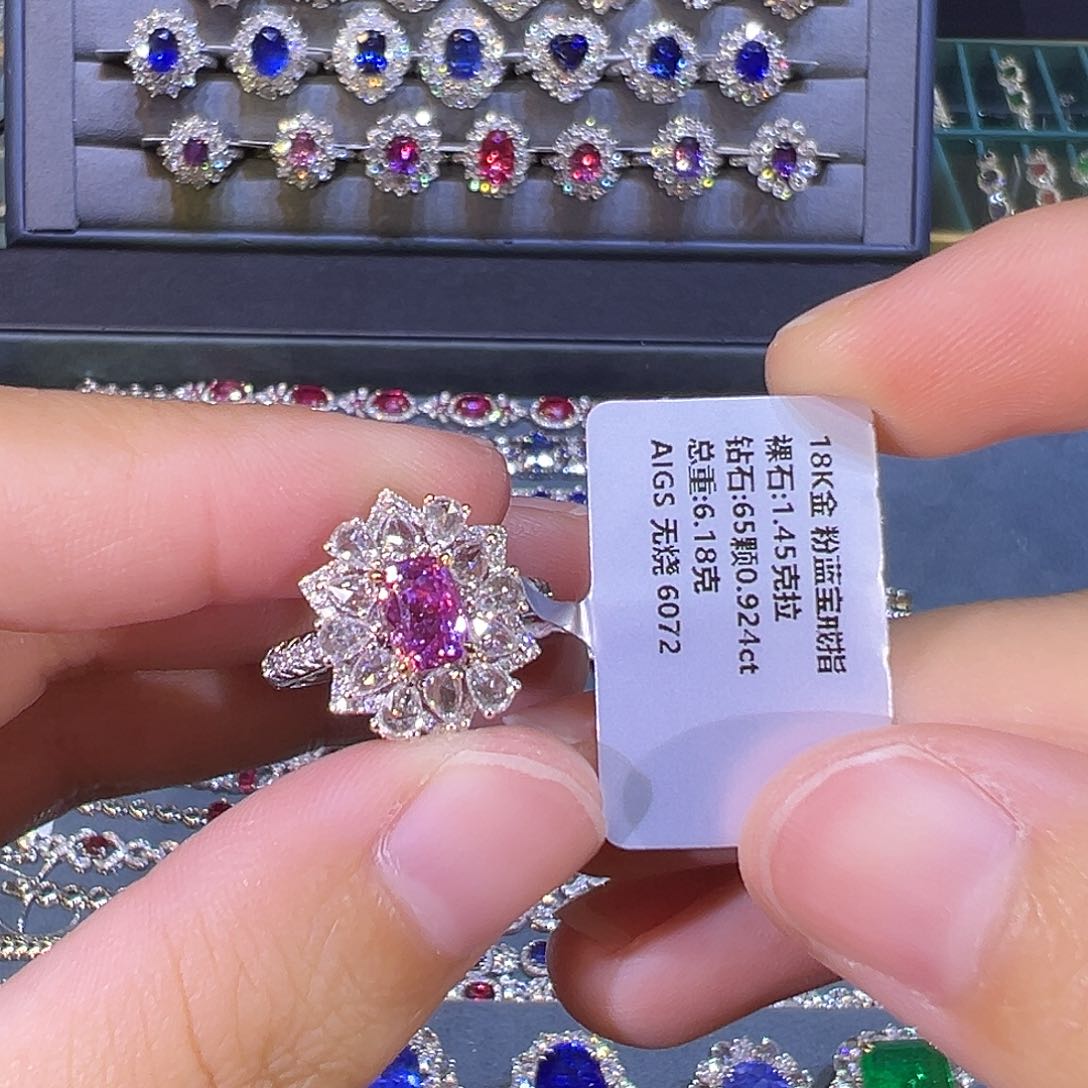 18K金 粉蓝宝戒指
裸石:1.45克拉
钻石:65颗0.924ct
总重:6.18克
AIGS 无烧 6072